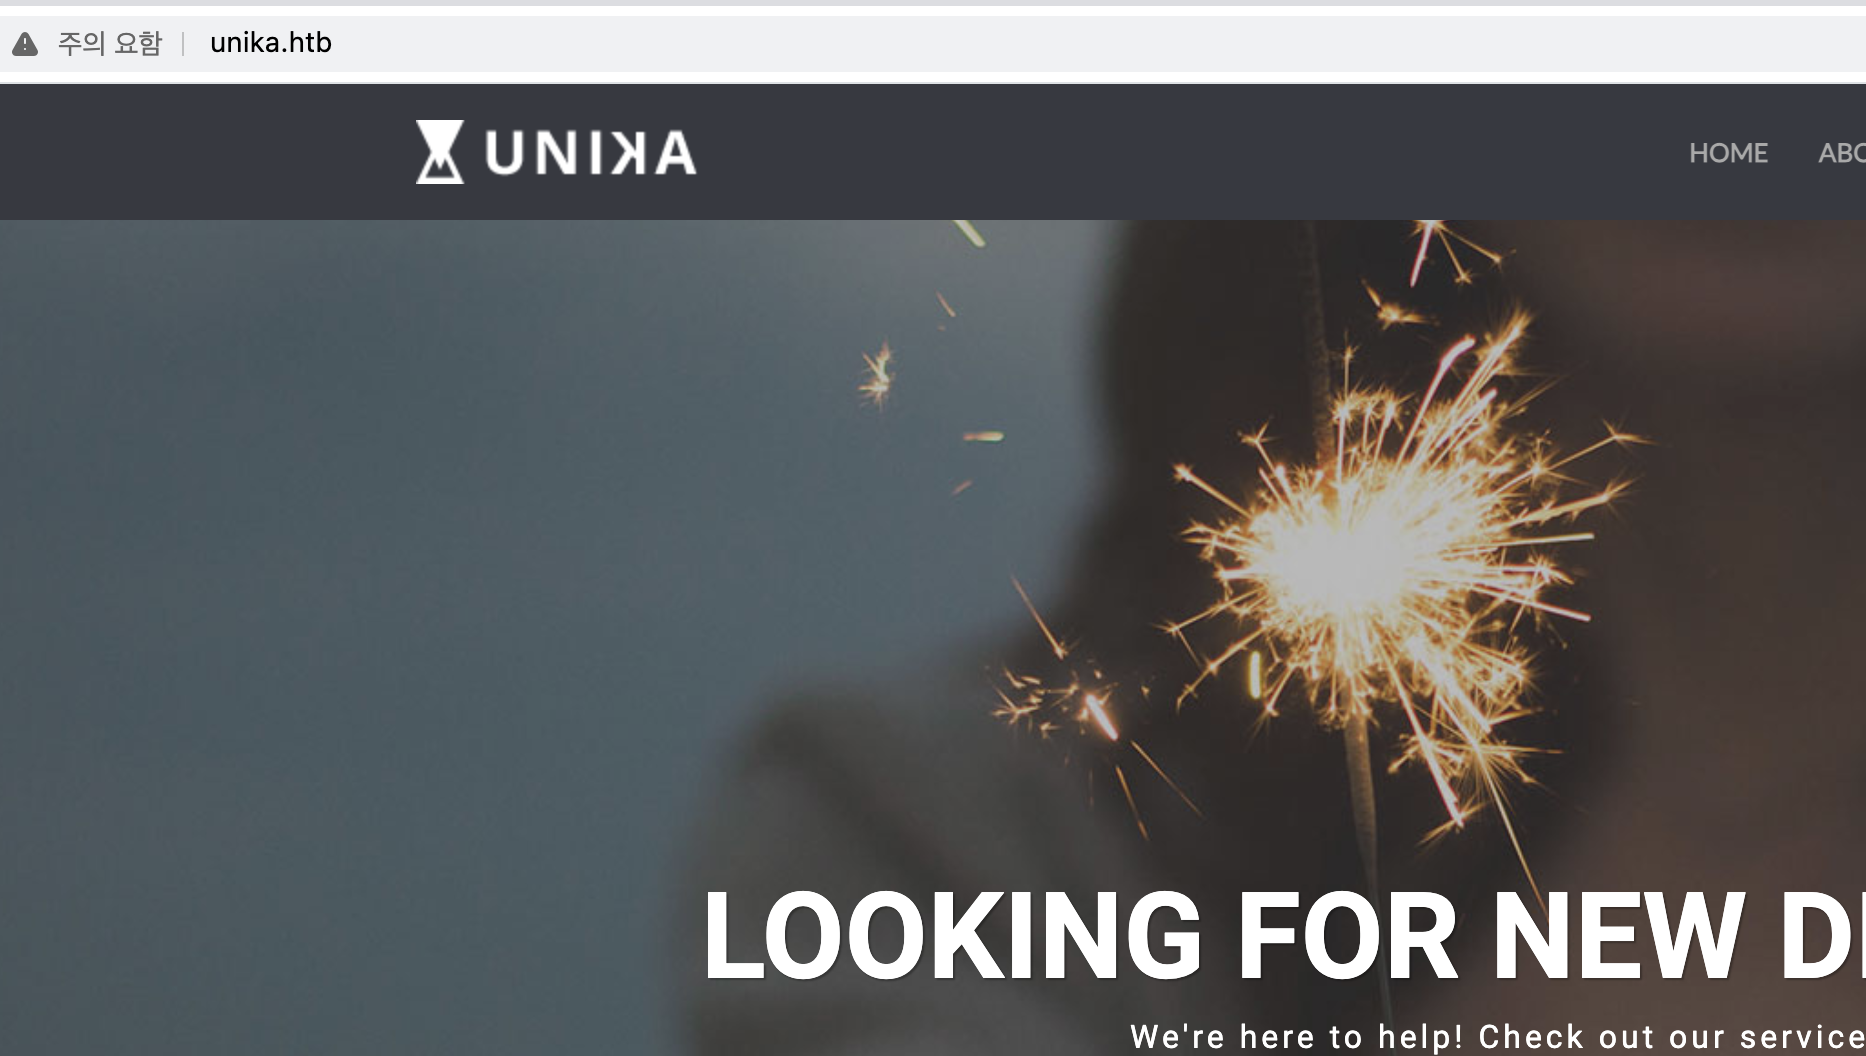 주의 요함 | unika.htb
UNIKA
HOME
LOOKING FOR NEW
We're here to help! Check out our service